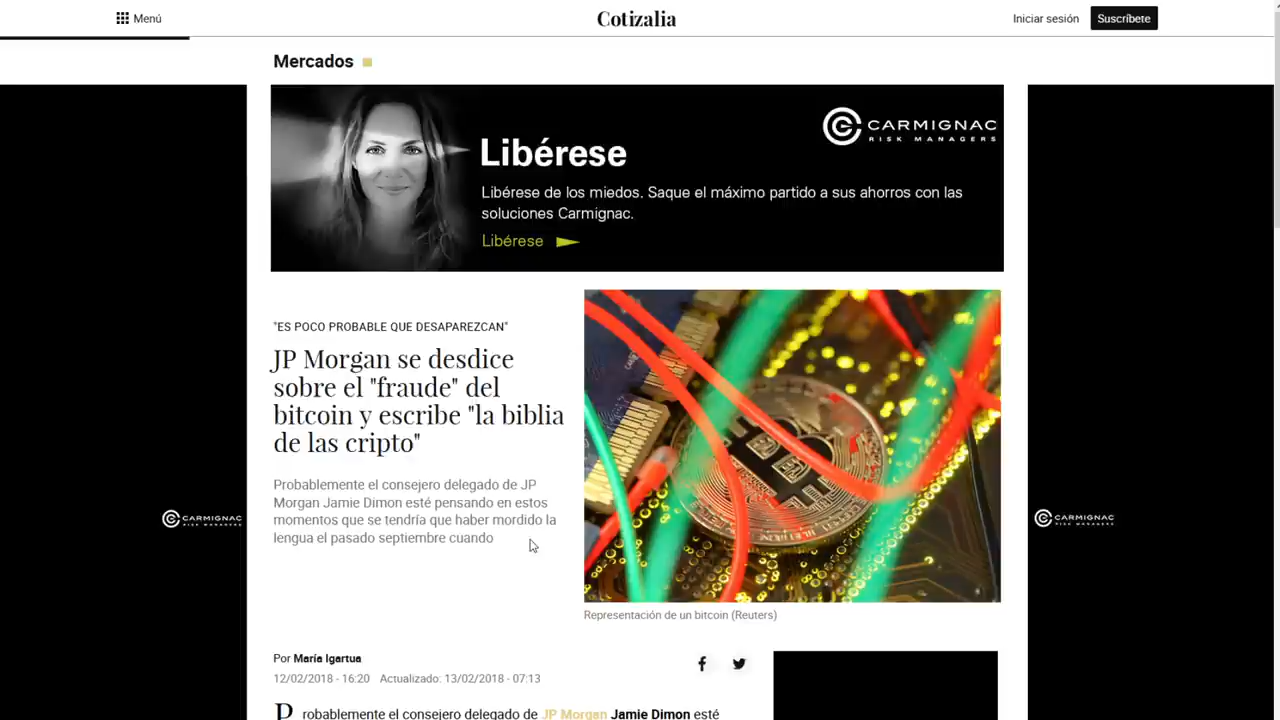 Menú
Cotizalia
Iniciar sesión
Suscríbete
Mercados
CARMIGNAC
RISK MANAGERS
Libérese
Libérese de los miedos. Saque el máximo partido a sus ahorros con las
soluciones Carmignac.
Libérese
"ES POCO PROBABLE QUE DESAPAREZCAN"
JP Morgan se desdice
sobre el "fraude" del
bitcoin y escribe "la biblia
de las cripto"
Probablemente el consejero delegado de JP
Morgan Jamie Dimon esté pensando en estos
momentos que se tendría que haber mordido la
lengua el pasado septiembre cuando
CARMIGNAC
RISK MANAGERS
CARMIGNAC
RISK MANAGERS
Representación de un bitcoin (Reuters)
Por María Igartua
12/02/2018 - 16:20 Actualizado: 13/02/2018 - 07:13
Probablemente el consejero delegado de JP Morgan Jamie Dimon esté